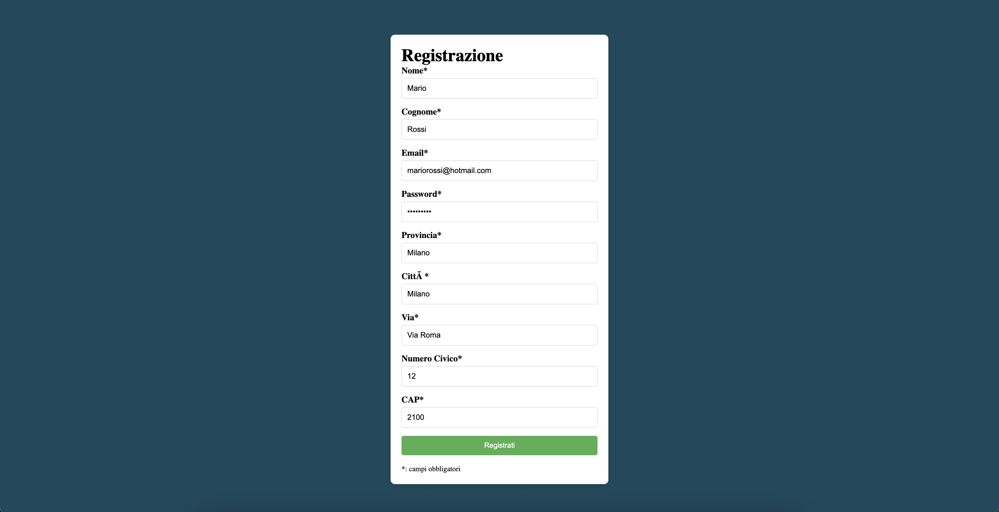 Registrazione
Nome*
Mario
Cognome*
Rossi
Email*
mariorossi@hotmail.com
Password*
•••••••••
Provincia*
Milano
CittÃ *
Milano
Via*
Via Roma
Numero Civico*
12
CAP*
2100
Registrati
*: campi obbligatori